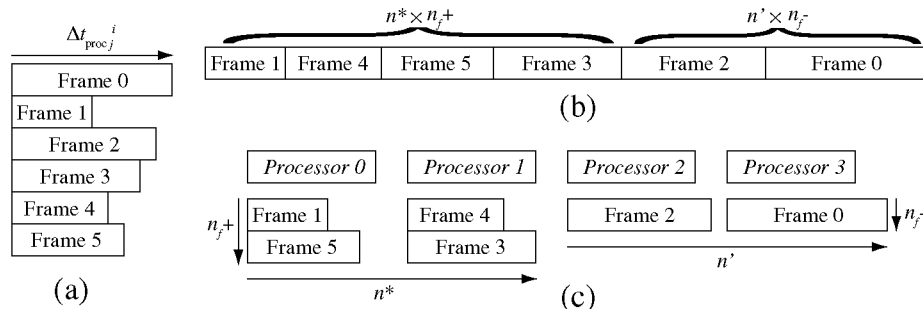 Δt_proc j^i
Frame 0
Frame 1
Frame 2
Frame 3
Frame 4
Frame 5
(a)
n* × n_f+ n' × n_f-
Frame 1 Frame 4 Frame 5 Frame 3 Frame 2 Frame 0
(b)
Processor 0 Processor 1 Processor 2 Processor 3
n_f+ Frame 1 Frame 4 Frame 2 Frame 0 n_f-
Frame 5 Frame 3
n* n'
(c)